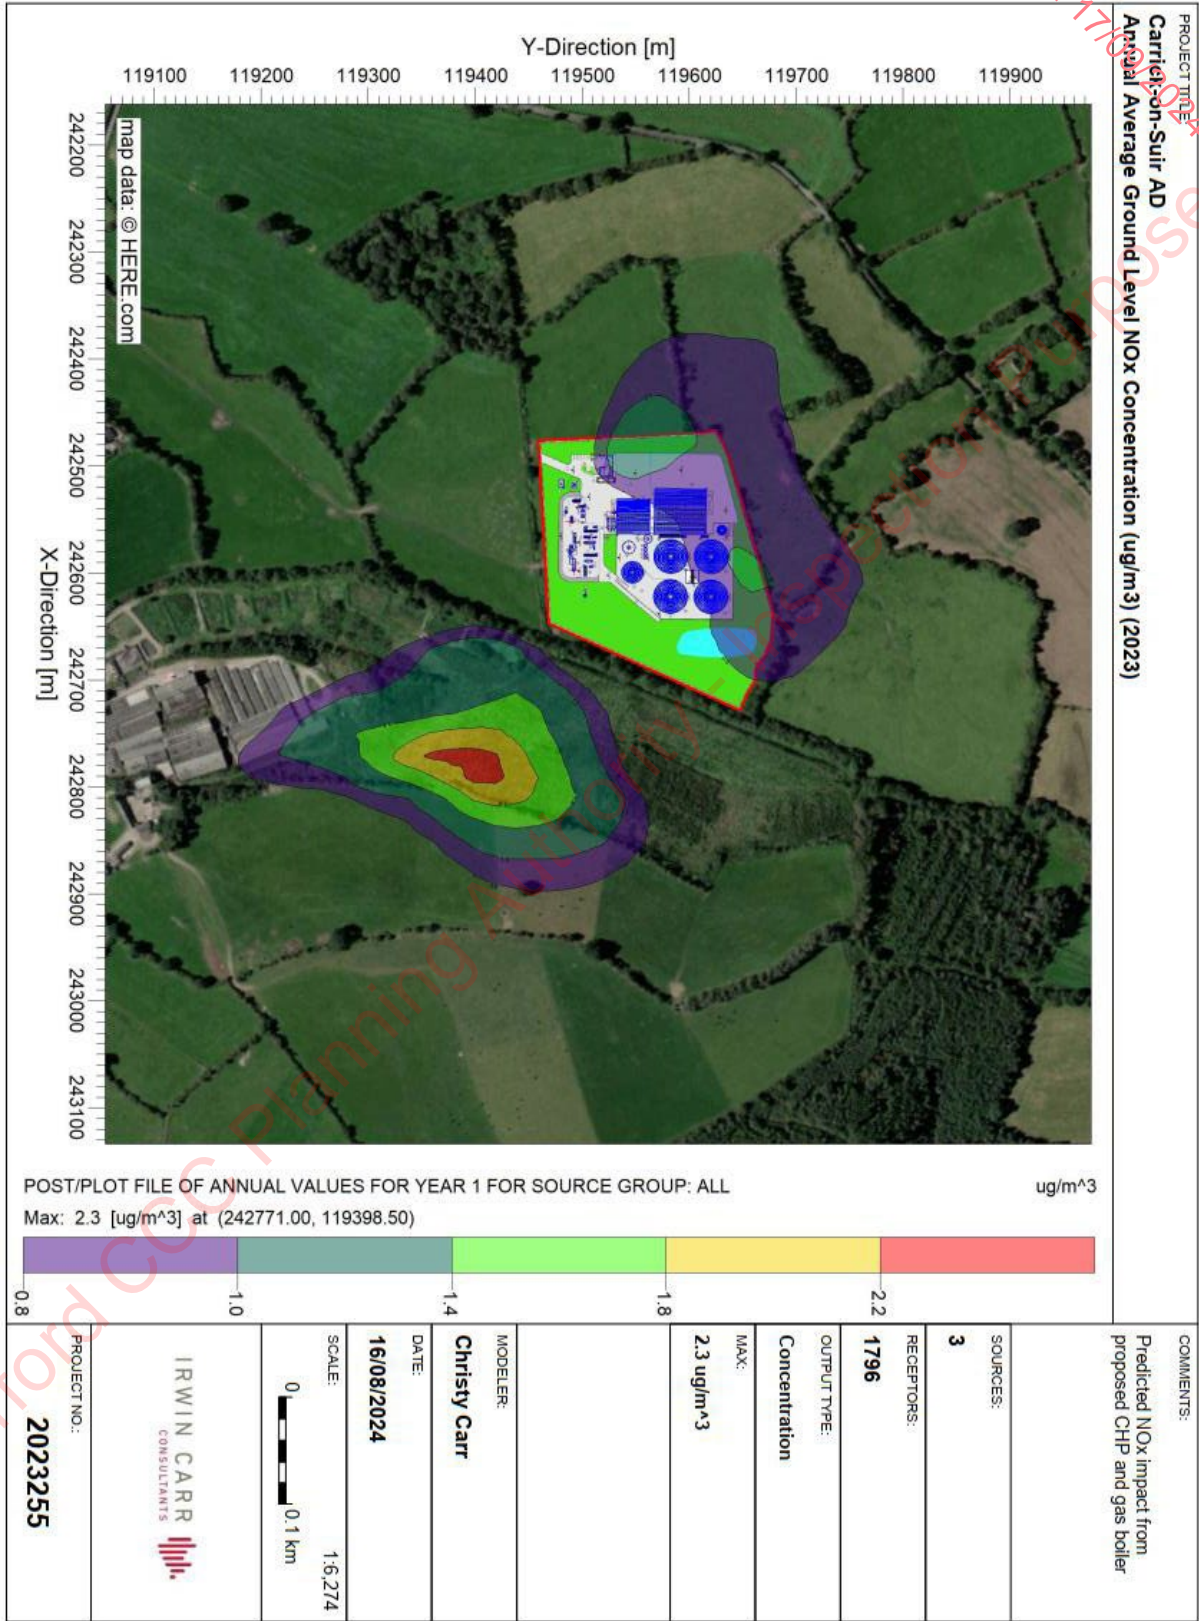 PROJECT TITLE:
Carrick-on-Suir AD
Annual Average Ground Level NOx Concentration (ug/m3) (2023)
Y-Direction [m]
119100 119200 119300 119400 119500 119600 119700 119800 119900
X-Direction [m]
242200 242300 242400 242500 242600 242700 242800 242900 243000 243100
map data: © HERE.com
POST/PLOT FILE OF ANNUAL VALUES FOR YEAR 1 FOR SOURCE GROUP: ALL
ug/m^3
Max: 2.3 [ug/m^3] at (242771.00, 119398.50)
0.8 1.0 1.4 1.8 2.2
COMMENTS:
Predicted NOx impact from
proposed CHP and gas boiler
SOURCES:
3
RECEPTORS:
1796
OUTPUT TYPE:
Concentration
MAX:
2.3 ug/m^3
MODELER:
Christy Carr
DATE:
16/08/2024
SCALE:
1:6,274
0 0.1 km
IRWIN CARR
CONSULTANTS
PROJECT NO.:
2023255
ford CCC Planning Authority - Inspection Purpose
17/09/2024